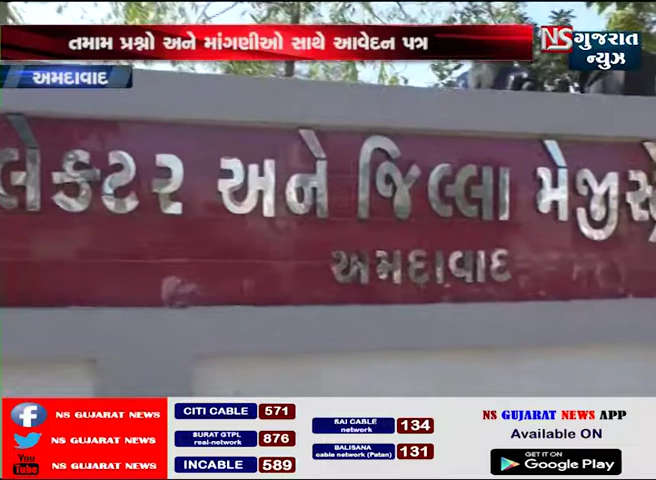 તમામ પ્રશ્નો અને માંગણીઓ સાથે આવેદન પત્ર
NS ગુજરાત
ન્યુઝ
અમદાવાદ
લેક્ટર અને જિલ્લા મેજીસ્ટ્ર
અમદાવાદ
NS GUJARAT NEWS
NS GUJARAT NEWS
You Tube NS GUJARAT NEWS
CITI CABLE 571
SURAT GTPL real-network 876
INCABLE 589
SAI CABLE network 134
BALISANA cable network (Patan) 131
NS GUJARAT NEWS APP
Available ON
GET IT ON
Google Play